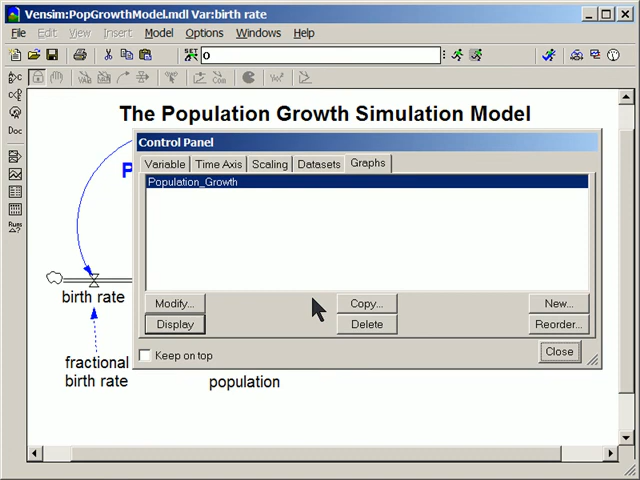 Vensim:PopGrowthModel.mdl Var:birth rate
File Edit View Insert Model Options Windows Help
SET 0
Doc
Runs
The Population Growth Simulation Model
Control Panel
Variable Time Axis Scaling Datasets Graphs
Population_Growth
P
Modify... Copy... New...
Display Delete Reorder...
Keep on top Close
birth rate
fractional
birth rate
population